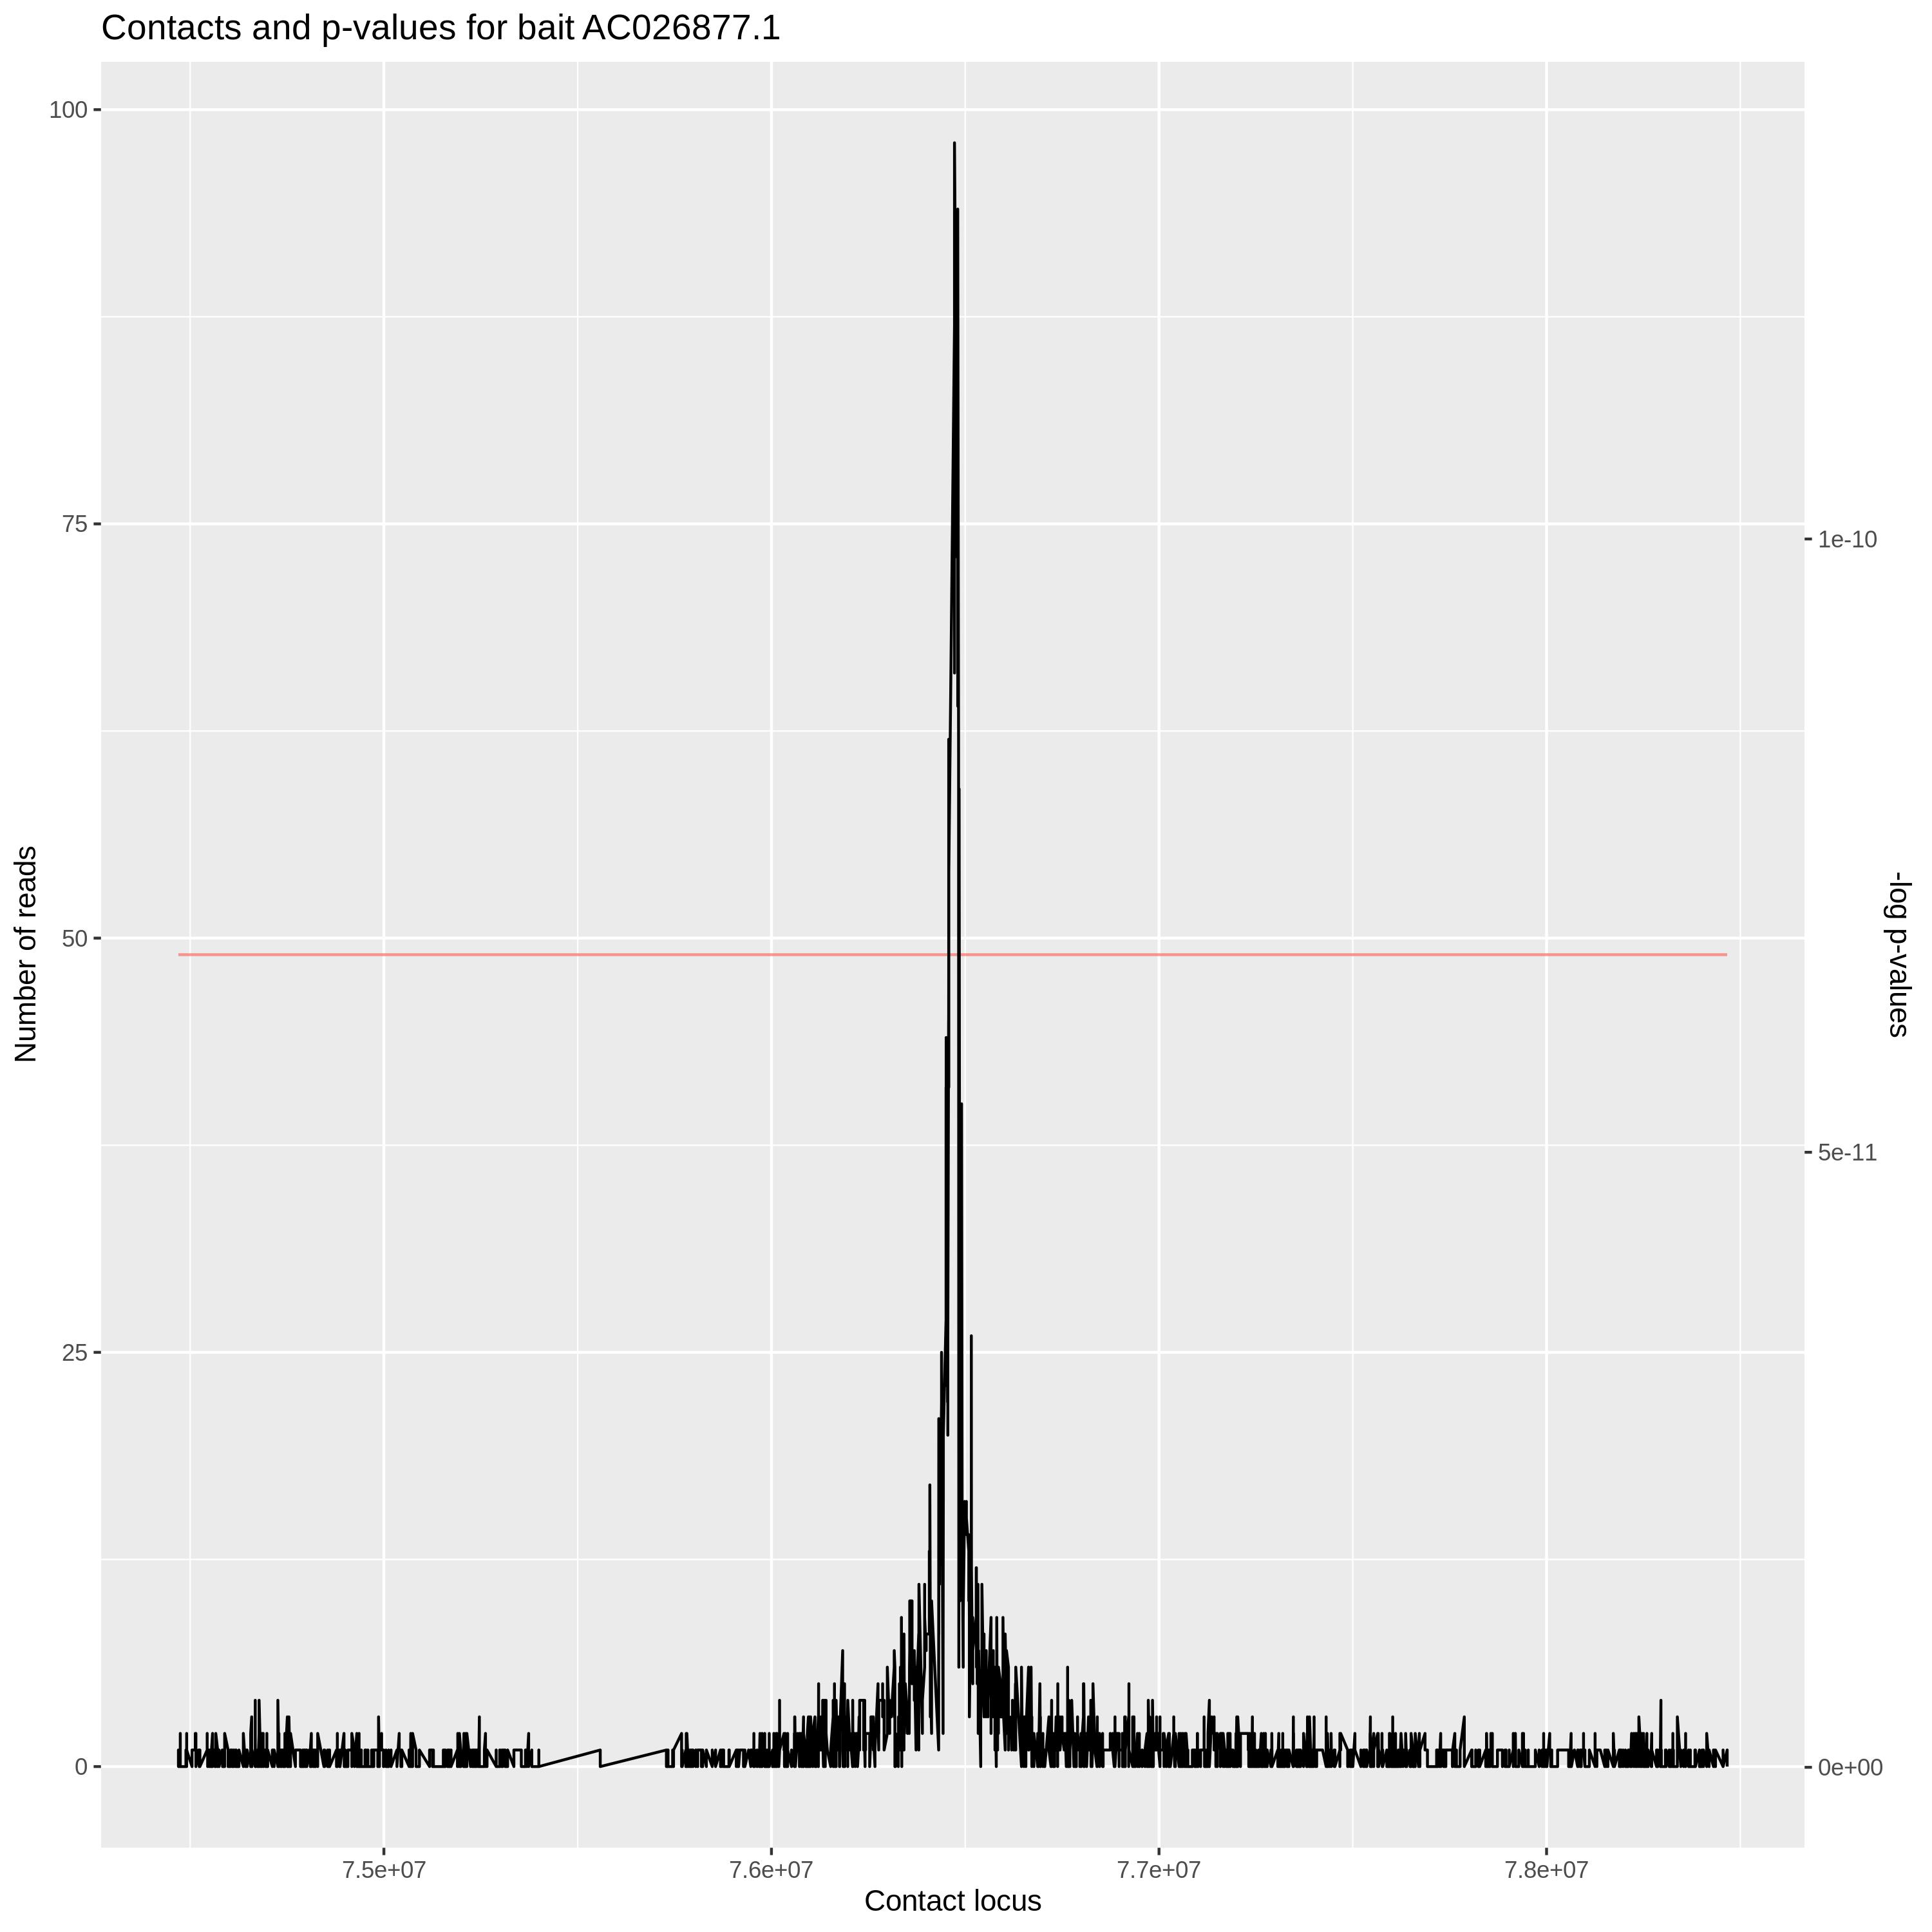 Contacts and p-values for bait AC026877.1
100
75
50
25
0
Number of reads
1e-10
5e-11
0e+00
-log p-values
7.5e+07
7.6e+07
7.7e+07
7.8e+07
Contact locus